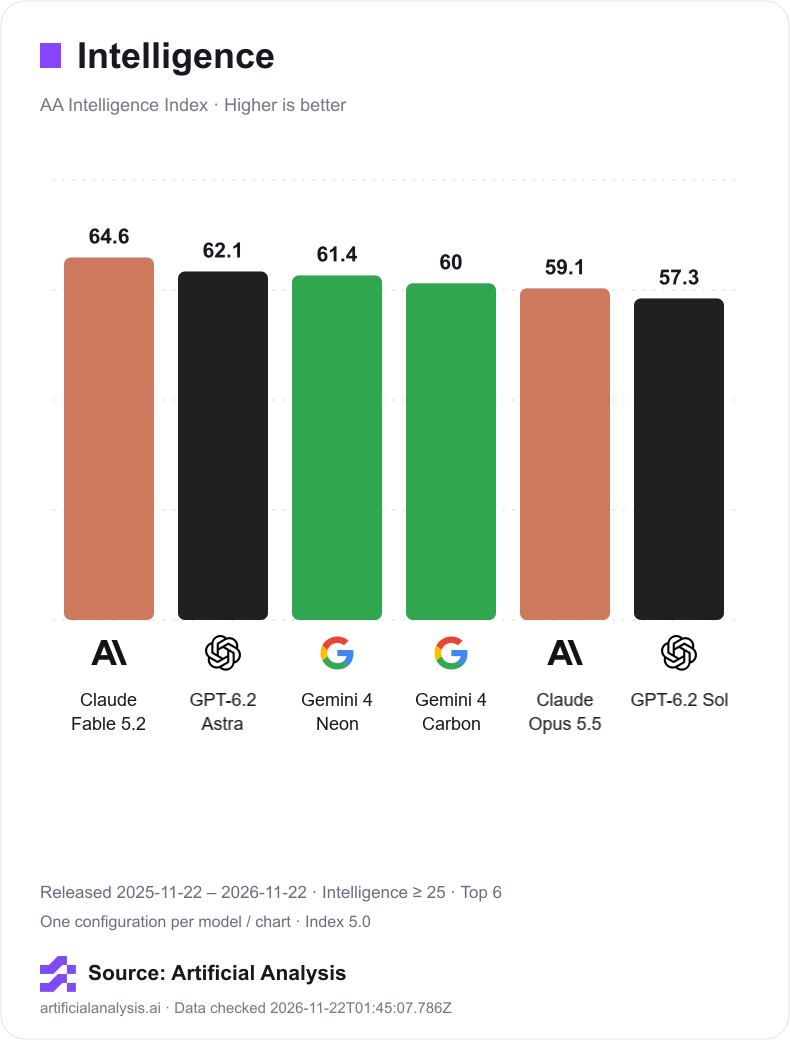 Intelligence
AA Intelligence Index · Higher is better
64.6
62.1
61.4
60
59.1
57.3
Claude
Fable 5.2
GPT-6.2
Astra
Gemini 4
Neon
Gemini 4
Carbon
Claude
Opus 5.5
GPT-6.2 Sol
Released 2025-11-22 – 2026-11-22 · Intelligence ≥ 25 · Top 6
One configuration per model / chart · Index 5.0
Source: Artificial Analysis
artificialanalysis.ai · Data checked 2026-11-22T01:45:07.786Z